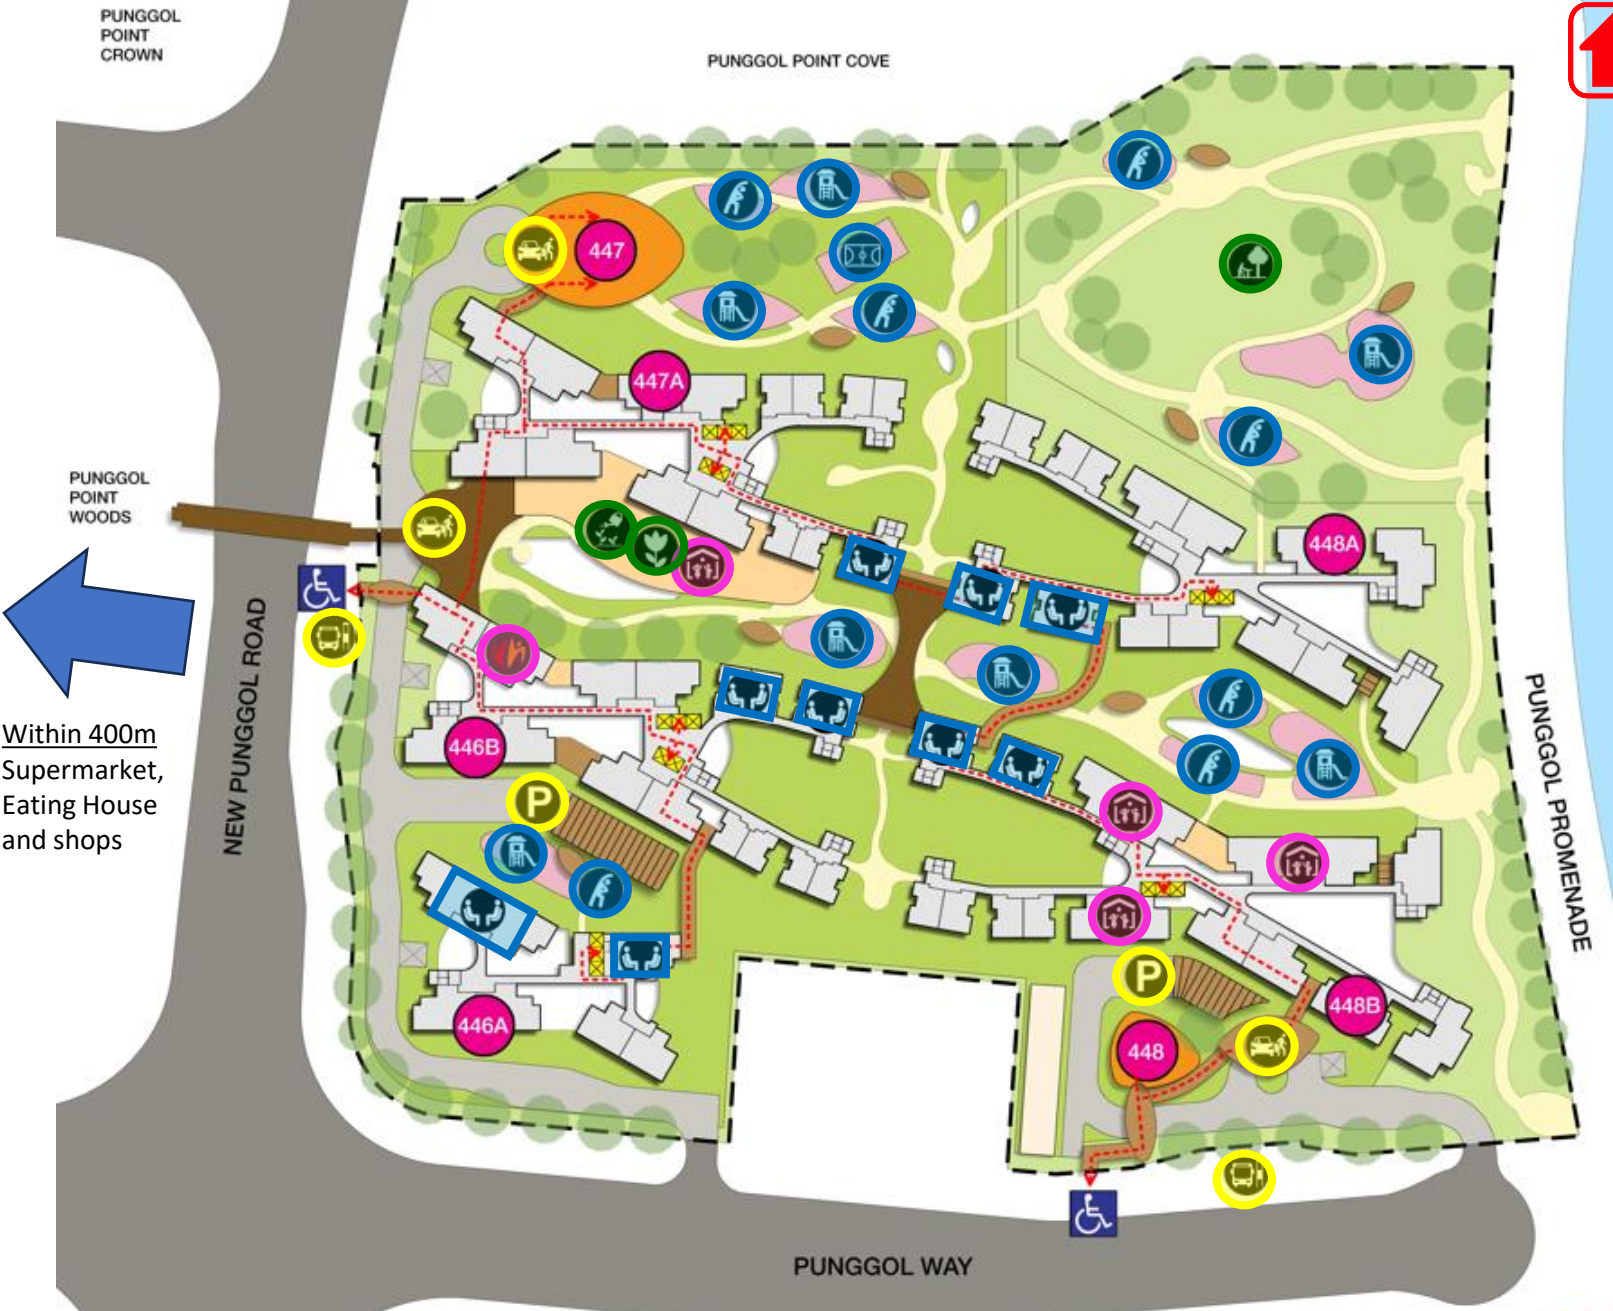 PUNGGOL
POINT
CROWN
PUNGGOL POINT COVE
447
447A
PUNGGOL
POINT
WOODS
448A
NEW PUNGGOL ROAD
Within 400m
Supermarket,
Eating House
and shops
446B
P
PUNGGOL PROMENADE
P
446A
448B
448
PUNGGOL WAY